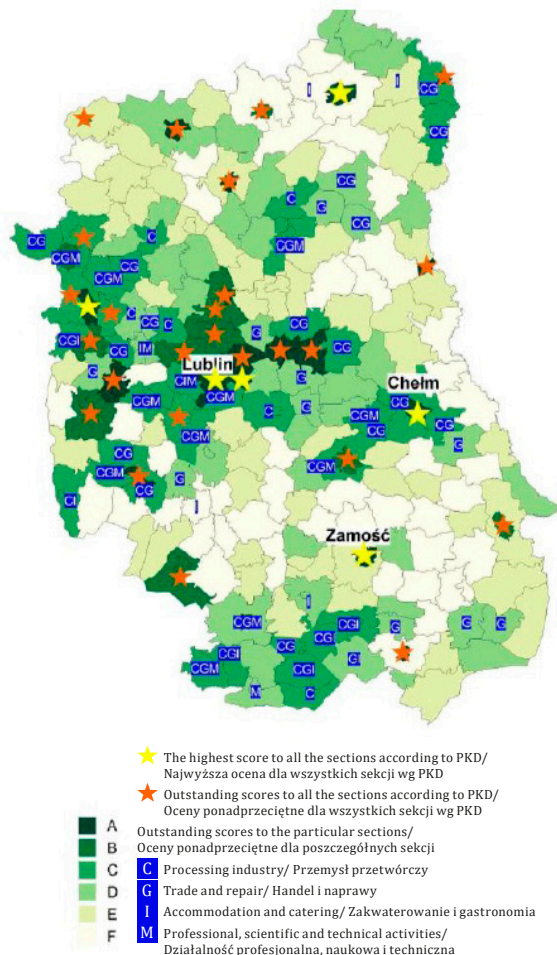 I
CG
I
CG
CG
C
G
CG
C
CG
CGM
CGM
CG
CGM
C
CG
C
CG
G
CGI
CG
IM
CG
Lublin
G
CIM
G
Chełm
CGM
CGM
CG
C
G
CGM
CG
CG
CGM
G
CG
CGM
CGM
G
CG
CI
I
Zamość
I
CGM
CGI
G
G
G
CG
CG
CGI
GI
CGM
CGI
M
C
The highest score to all the sections according to PKD/
Najwyższa ocena dla wszystkich sekcji wg PKD
Outstanding scores to all the sections according to PKD/
Oceny ponadprzeciętne dla wszystkich sekcji wg PKD
A
B
C
D
E
F
Outstanding scores to the particular sections/
Oceny ponadprzeciętne dla poszczegółnych sekcji
C Processing industry/ Przemysł przetwórczy
G Trade and repair/ Handel i naprawy
I Accommodation and catering/ Zakwaterowanie i gastronomia
M Professional, scientific and technical activities/
Działalność profesjonalna, naukowa i techniczna